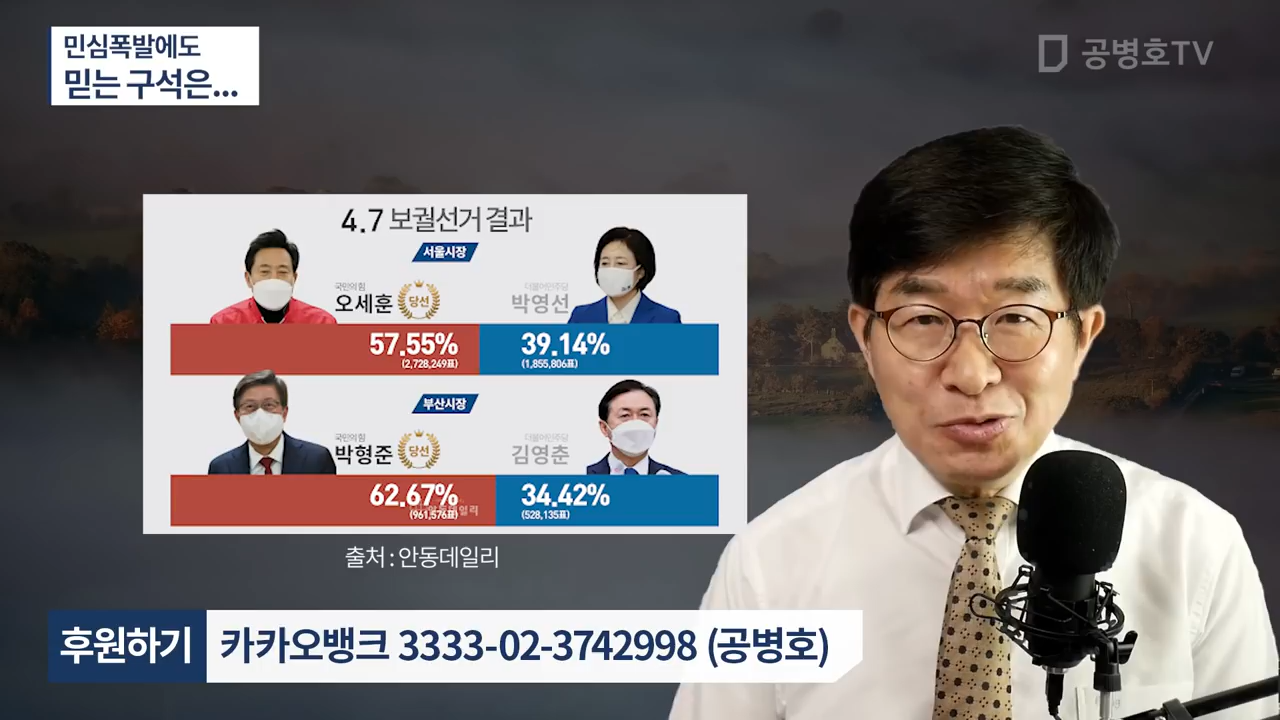 민심폭발에도
믿는 구석은...
공병호TV
4.7 보궐선거 결과
서울시장
국민의힘
오세훈 당선
더불어민주당
박영선
57.55%
(2,728,249표)
39.14%
(1,855,806표)
부산시장
국민의힘
박형준 당선
더불어민주당
김영춘
62.67%
(961,576표)
34.42%
(528,135표)
출처 : 안동데일리
후원하기 카카오뱅크 3333-02-3742998 (공병호)